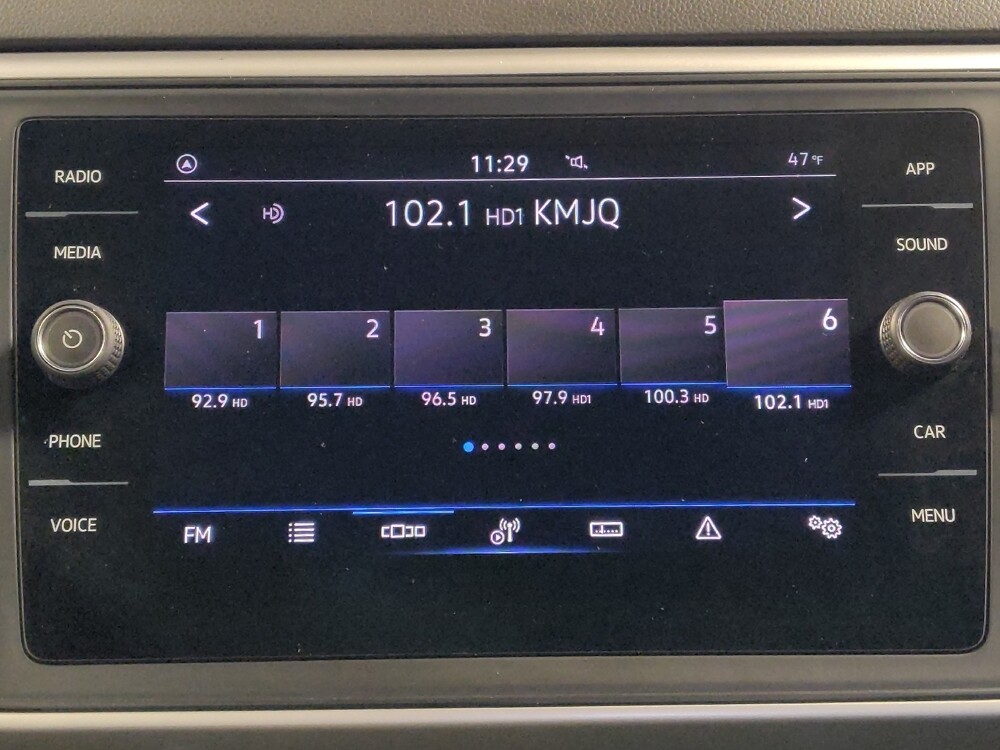 RADIO
MEDIA
PHONE
VOICE
11:29
47 °F
< HD 102.1 HD1 KMJQ >
1 2 3 4 5 6
92.9 HD 95.7 HD 96.5 HD 97.9 HD1 100.3 HD 102.1 HD1
FM
APP
SOUND
CAR
MENU